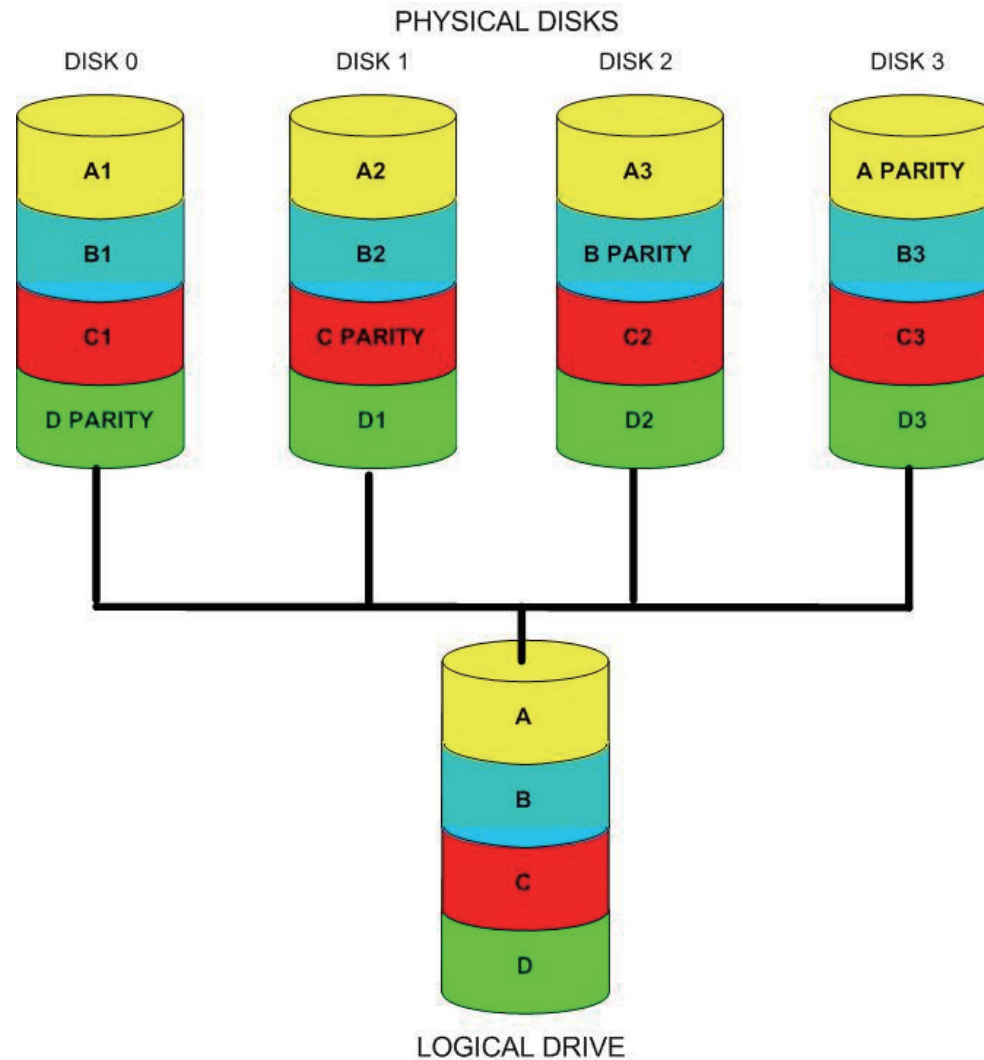 PHYSICAL DISKS
DISK 0 DISK 1 DISK 2 DISK 3
A1 A2 A3 A PARITY
B1 B2 B PARITY B3
C1 C PARITY C2 C3
D PARITY D1 D2 D3
A
B
C
D
LOGICAL DRIVE